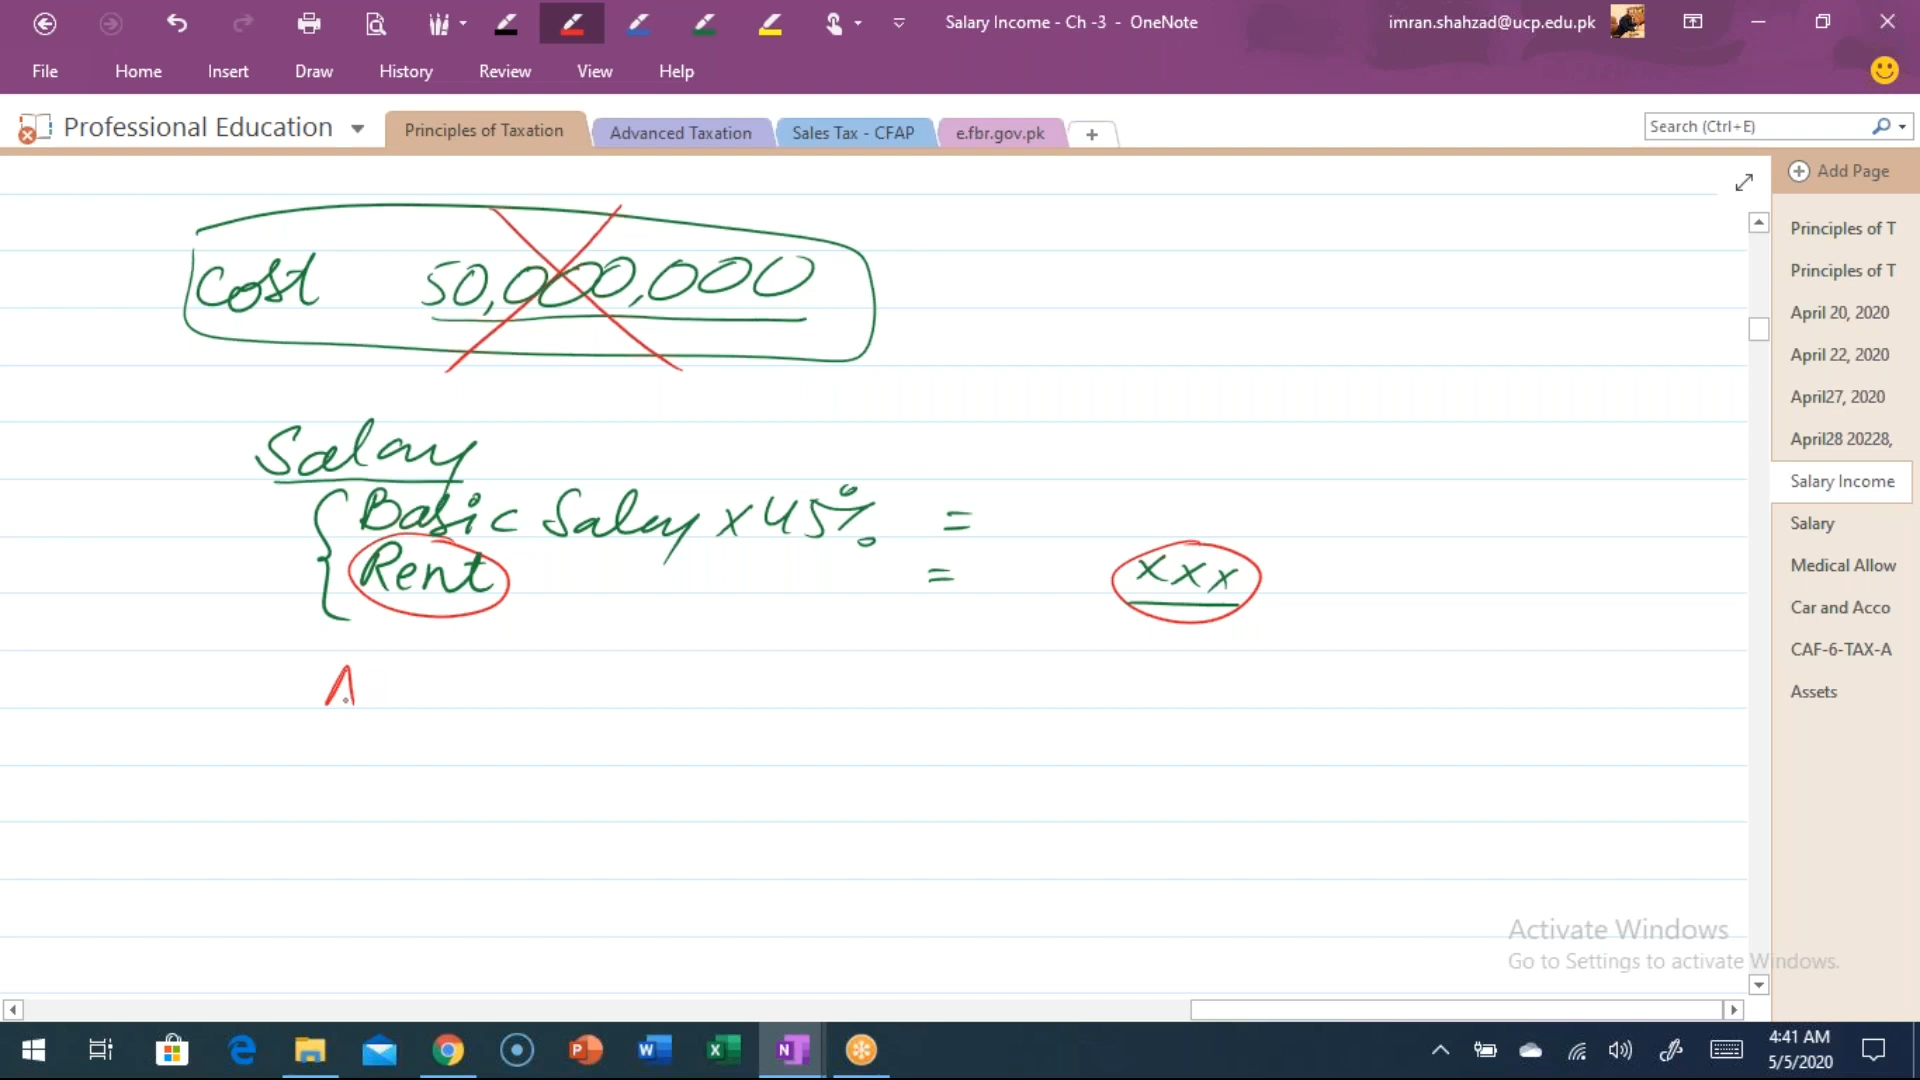 Salary Income - Ch -3 - OneNote
imran.shahzad@ucp.edu.pk
File Home Insert Draw History Review View Help
Professional Education
Principles of Taxation
Advanced Taxation
Sales Tax - CFAP
e.fbr.gov.pk
Search (Ctrl+E)
Add Page
Principles of T
Principles of T
April 20, 2020
April 22, 2020
April27, 2020
April28 20228,
Salary Income
Salary
Medical Allow
Car and Acco
CAF-6-TAX-A
Assets
Cost 50,000,000
Salary
Basic Salary x 45% =
Rent = xxx
Activate Windows
Go to Settings to activate Windows.
4:41 AM
5/5/2020